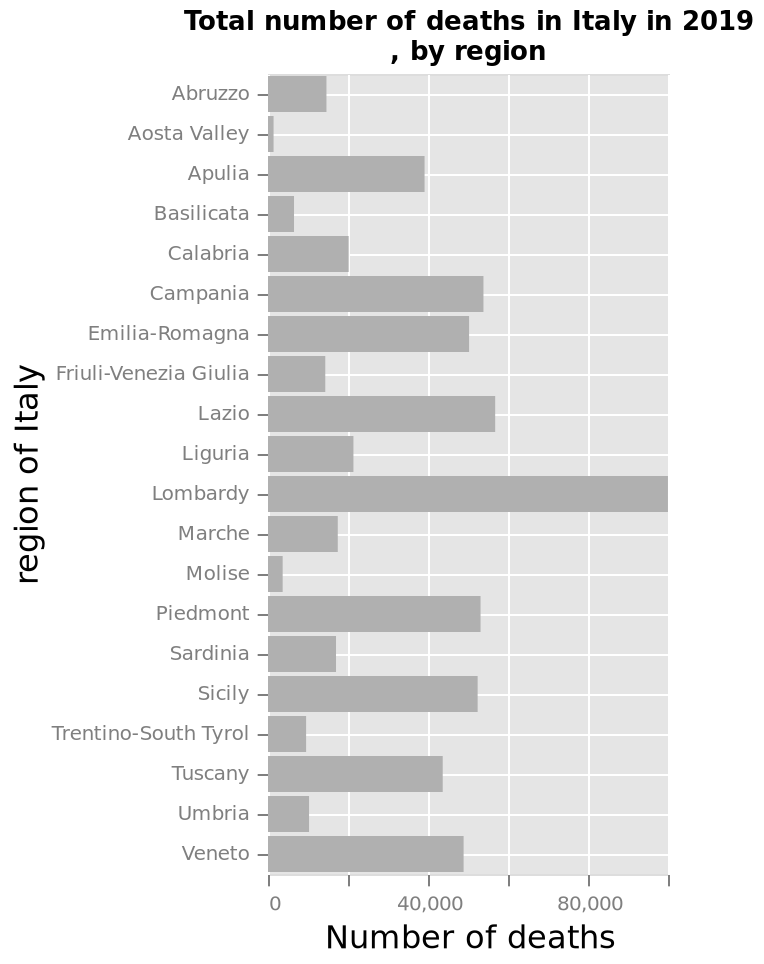 Total number of deaths in Italy in 2019
, by region
region of Italy
Abruzzo
Aosta Valley
Apulia
Basilicata
Calabria
Campania
Emilia-Romagna
Friuli-Venezia Giulia
Lazio
Liguria
Lombardy
Marche
Molise
Piedmont
Sardinia
Sicily
Trentino-South Tyrol
Tuscany
Umbria
Veneto
0 40,000 80,000
Number of deaths